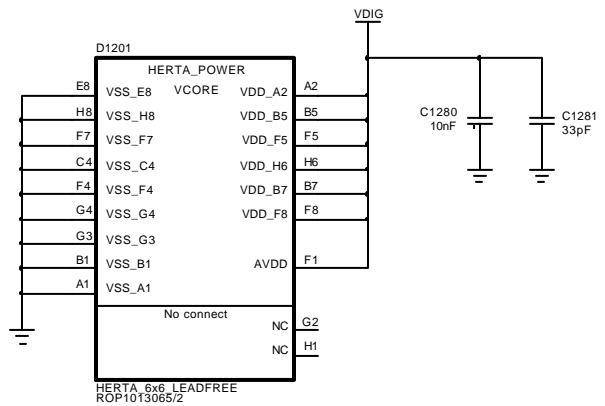 VDIG
D1201
HERTA_POWER
VCORE
E8 VSS_E8 VDD_A2 A2
H8 VSS_H8 VDD_B5 B5
F7 VSS_F7 VDD_F5 F5
C4 VSS_C4 VDD_H6 H6
F4 VSS_F4 VDD_B7 B7
G4 VSS_G4 VDD_F8 F8
G3 VSS_G3
B1 VSS_B1 AVDD F1
A1 VSS_A1
No connect
NC G2
NC H1
HERTA_6x6_LEADFREE
ROP1013065/2
C1280
10nF
C1281
33pF